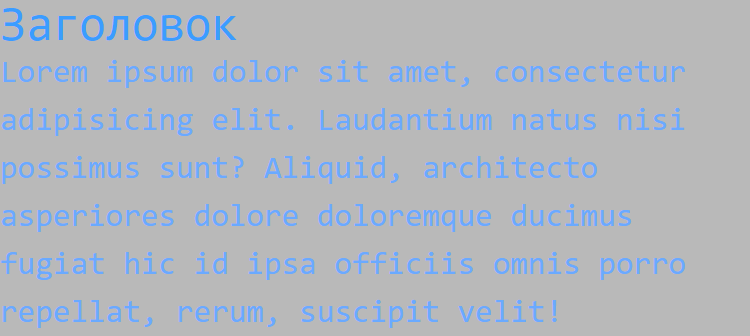 Заголовок
Lorem ipsum dolor sit amet, consectetur
adipisicing elit. Laudantium natus nisi
possimus sunt? Aliquid, architecto
asperiores dolore doloremque ducimus
fugiat hic id ipsa officiis omnis porro
repellat, rerum, suscipit velit!